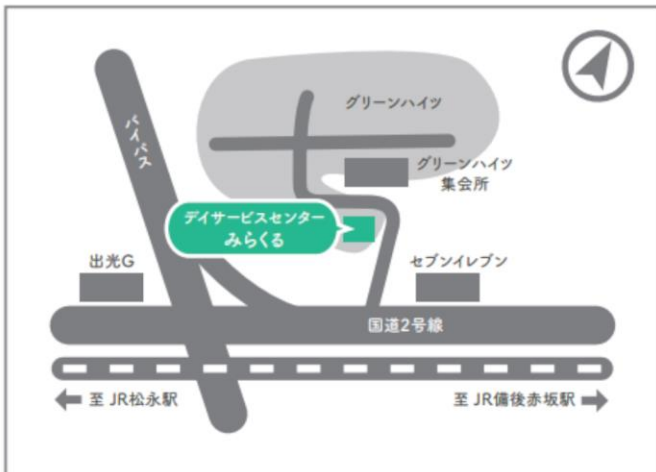 グリーンハイツ
バイパス
グリーンハイツ
集会所
デイサービスセンター
みらくる
出光G
セブンイレブン
国道2号線
至 JR松永駅
至 JR備後赤坂駅